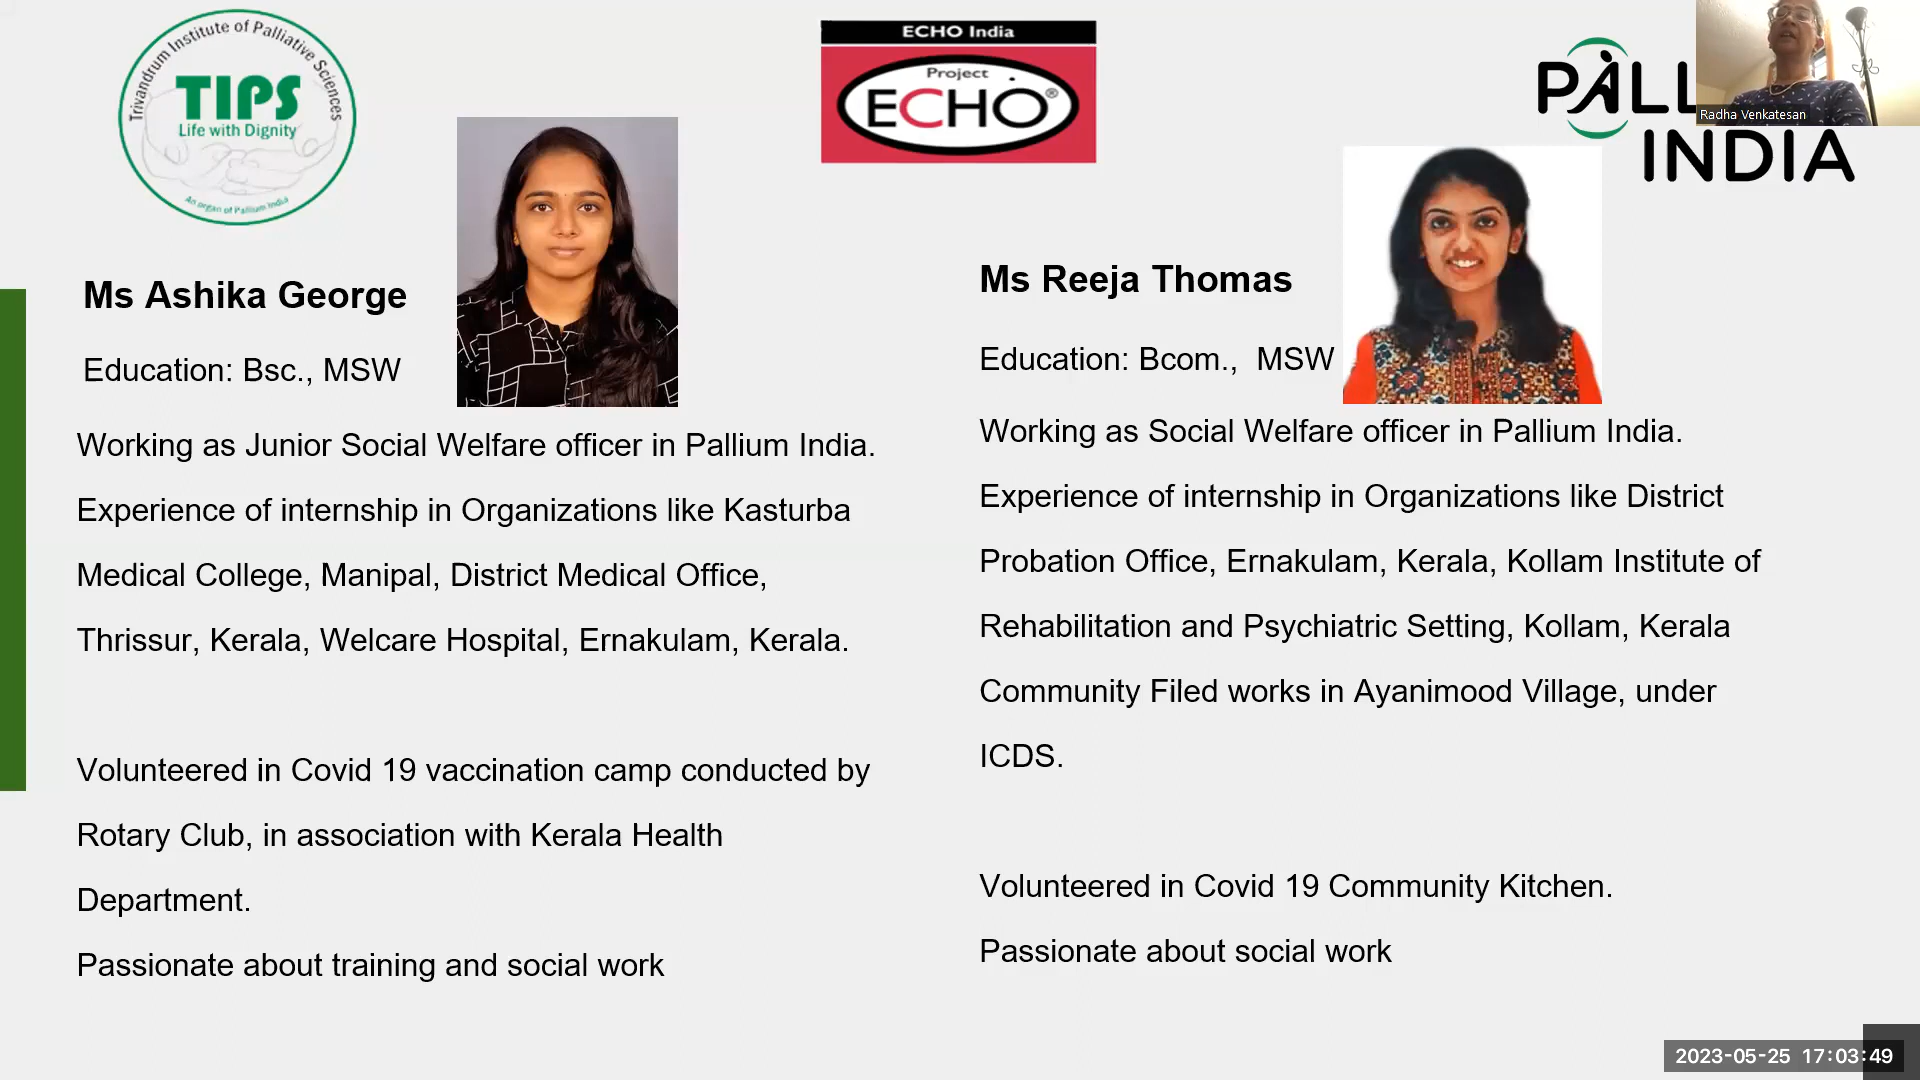 Trivandrum Institute of Palliative Sciences
TIPS
Life with Dignity
An organ of Pallium India
ECHO India
Project
ECHO®
PALL
INDIA
Radha Venkatesan
Ms Ashika George
Education: Bsc., MSW
Working as Junior Social Welfare officer in Pallium India.
Experience of internship in Organizations like Kasturba
Medical College, Manipal, District Medical Office,
Thrissur, Kerala, Welcare Hospital, Ernakulam, Kerala.
Volunteered in Covid 19 vaccination camp conducted by
Rotary Club, in association with Kerala Health
Department.
Passionate about training and social work
Ms Reeja Thomas
Education: Bcom.,  MSW
Working as Social Welfare officer in Pallium India.
Experience of internship in Organizations like District
Probation Office, Ernakulam, Kerala, Kollam Institute of
Rehabilitation and Psychiatric Setting, Kollam, Kerala
Community Filed works in Ayanimood Village, under
ICDS.
Volunteered in Covid 19 Community Kitchen.
Passionate about social work
2023-05-25 17:03:49